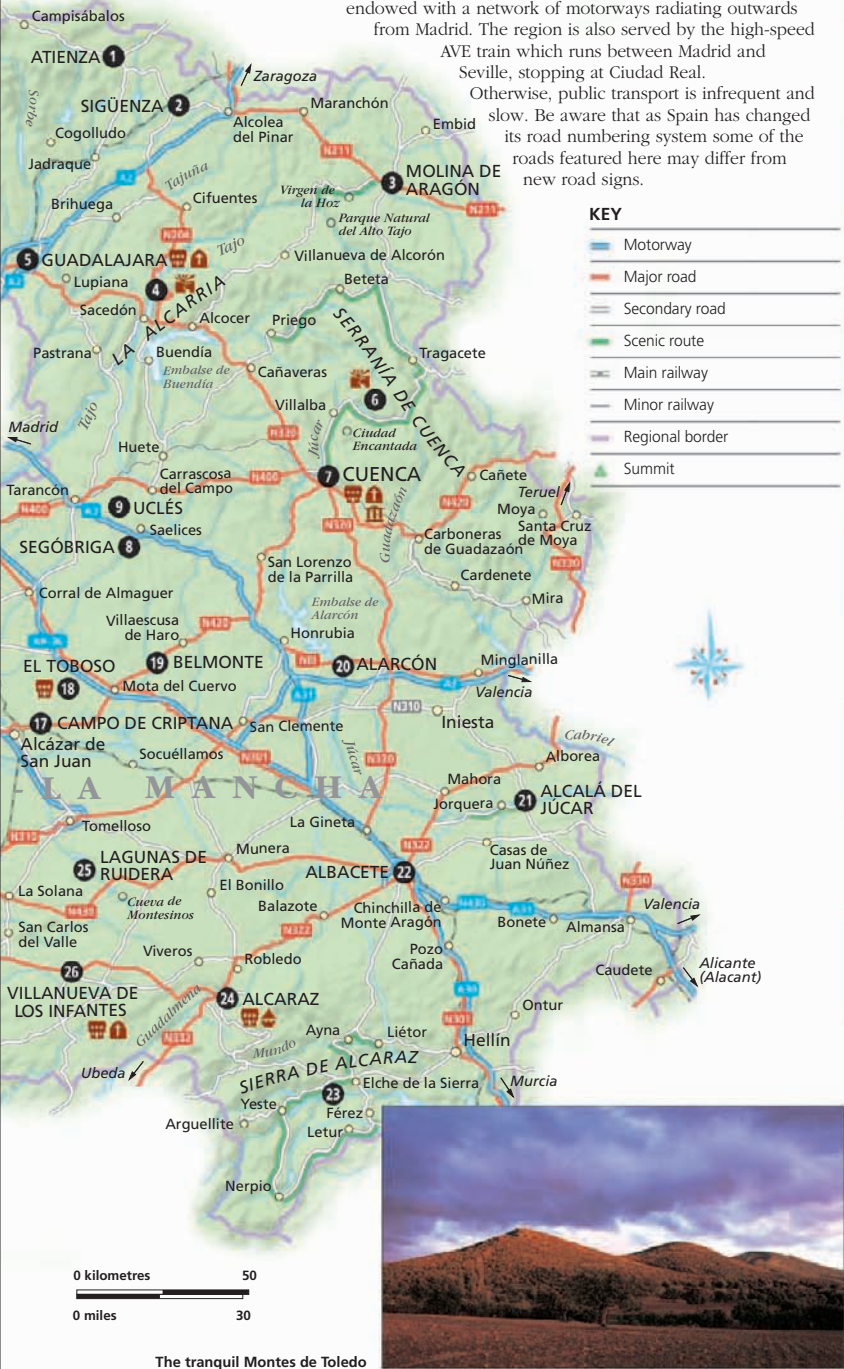 endowed with a network of motorways radiating outwards
from Madrid. The region is also served by the high-speed
AVE train which runs between Madrid and
Seville, stopping at Ciudad Real.
Otherwise, public transport is infrequent and
slow. Be aware that as Spain has changed
its road numbering system some of the
roads featured here may differ from
new road signs.
KEY
Motorway
Major road
Secondary road
Scenic route
Main railway
Minor railway
Regional border
Summit
Campisábalos
ATIENZA 1
Zaragoza
Sorbe
SIGÜENZA 2
Alcolea
del Pinar
Maranchón
Embid
Cogolludo
Jadraque
N211
A2
Tajuña
MOLINA DE
3 ARAGÓN
Virgen de
la Hoz
Brihuega
Cifuentes
N211
Parque Natural
del Alto Tajo
N204
Tajo
5 GUADALAJARA
Villanueva de Alcorón
A2
Lupiana
4
LA ALCARRIA
Beteta
Sacedón
Alcocer
Priego
SERRANÍA DE CUENCA
Pastrana
Buendía
Tragacete
Embalse de
Buendía
Cañaveras
6
Villalba
Madrid
Tajo
N320
Júcar
Ciudad
Encantada
Huete
7 CUENCA
Carrascosa
del Campo
N400
Cañete
Tarancón
Teruel
N400
A3
9 UCLÉS
N420
Moya
Guadazaón
Santa Cruz
de Moya
N320
Saelices
SEGÓBRIGA 8
Carboneras
de Guadazaón
N330
San Lorenzo
de la Parrilla
Cardenete
Corral de Almaguer
Mira
Embalse de
Alarcón
Villaescusa
de Haro
N420
Honrubia
EL TOBOSO
19 BELMONTE
NIII
20 ALARCÓN
Minglanilla
18
Mota del Cuervo
A31
Valencia
N310
17 CAMPO DE CRIPTANA
San Clemente
Iniesta
Alcázar de
San Juan
Socuéllamos
N301
Júcar
N320
Cabriel
Alborea
- LA MANCHA
Mahora
Jorquera
21 ALCALÁ DEL
JÚCAR
Tomelloso
La Gineta
N310
N322
Munera
Casas de
Juan Núñez
25 LAGUNAS DE
RUIDERA
ALBACETE 22
N330
La Solana
El Bonillo
N430
Cueva de
Montesinos
Balazote
Chinchilla de
Monte Aragón
N430
A31
Valencia
San Carlos
del Valle
N322
Bonete
Almansa
Viveros
Pozo
Cañada
Robledo
Caudete
Alicante
(Alacant)
26
VILLANUEVA DE
LOS INFANTES
24 ALCARAZ
A30
Guadalmena
N301
Ontur
N322
Ayna
Liétor
Hellín
Mundo
Ubeda
SIERRA DE ALCARAZ
23
Elche de la Sierra
Murcia
Yeste
Férez
Arguellite
Letur
Nerpio
0 kilometres 50
0 miles 30
The tranquil Montes de Toledo